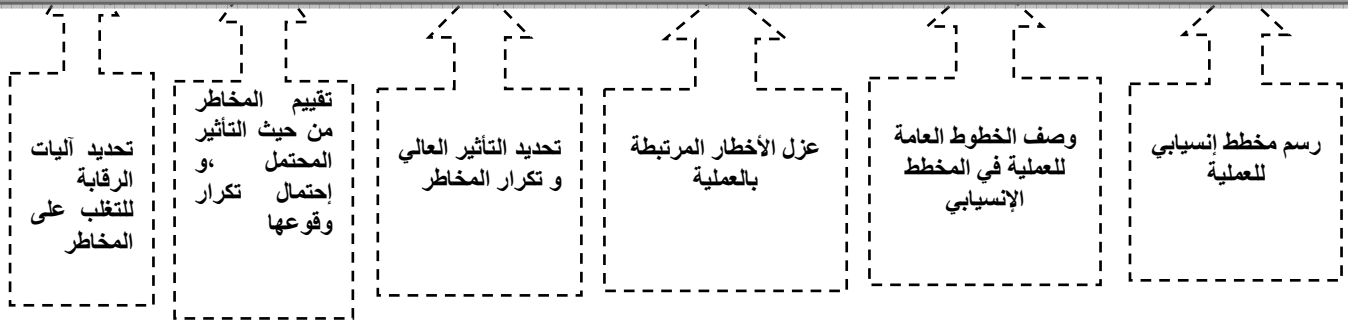 رسم مخطط إنسيابي
للعملية
وصف الخطوط العامة
للعملية في المخطط
الإنسيابي
عزل الأخطار المرتبطة
بالعملية
تحديد التأثير العالي
و تكرار المخاطر
تقييم المخاطر
من حيث التأثير
المحتمل ،و
إحتمال تكرار
وقوعها
تحديد آليات
الرقابة
للتغلب على
المخاطر